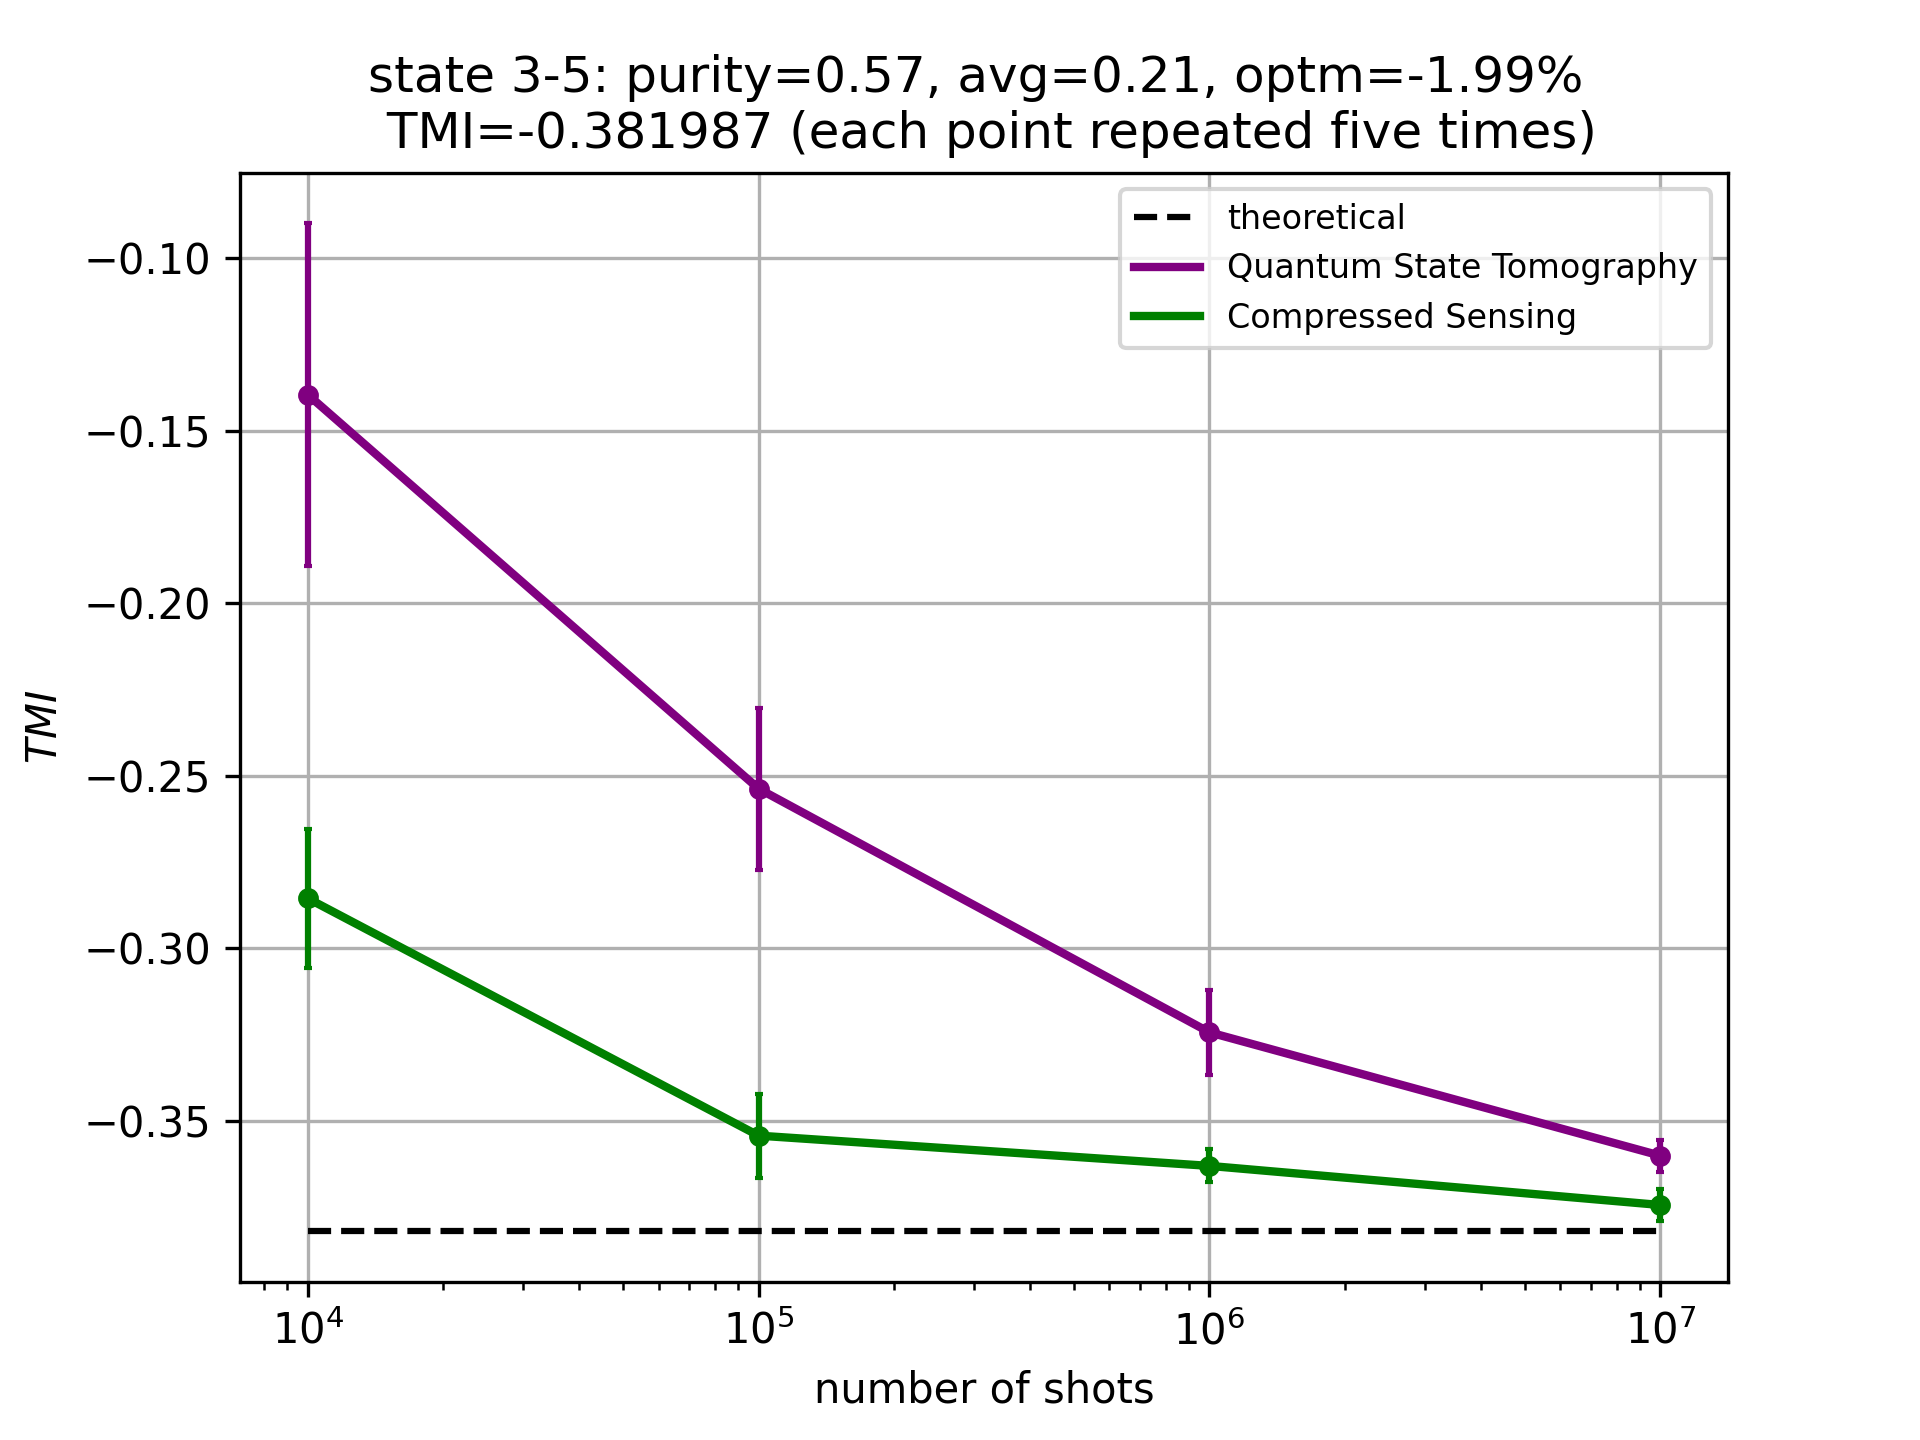 state 3-5: purity=0.57, avg=0.21, optm=-1.99%
TMI=-0.381987 (each point repeated five times)
theoretical
Quantum State Tomography
Compressed Sensing
−0.10
−0.15
−0.20
−0.25
−0.30
−0.35
TMI
10⁴ 10⁵ 10⁶ 10⁷
number of shots